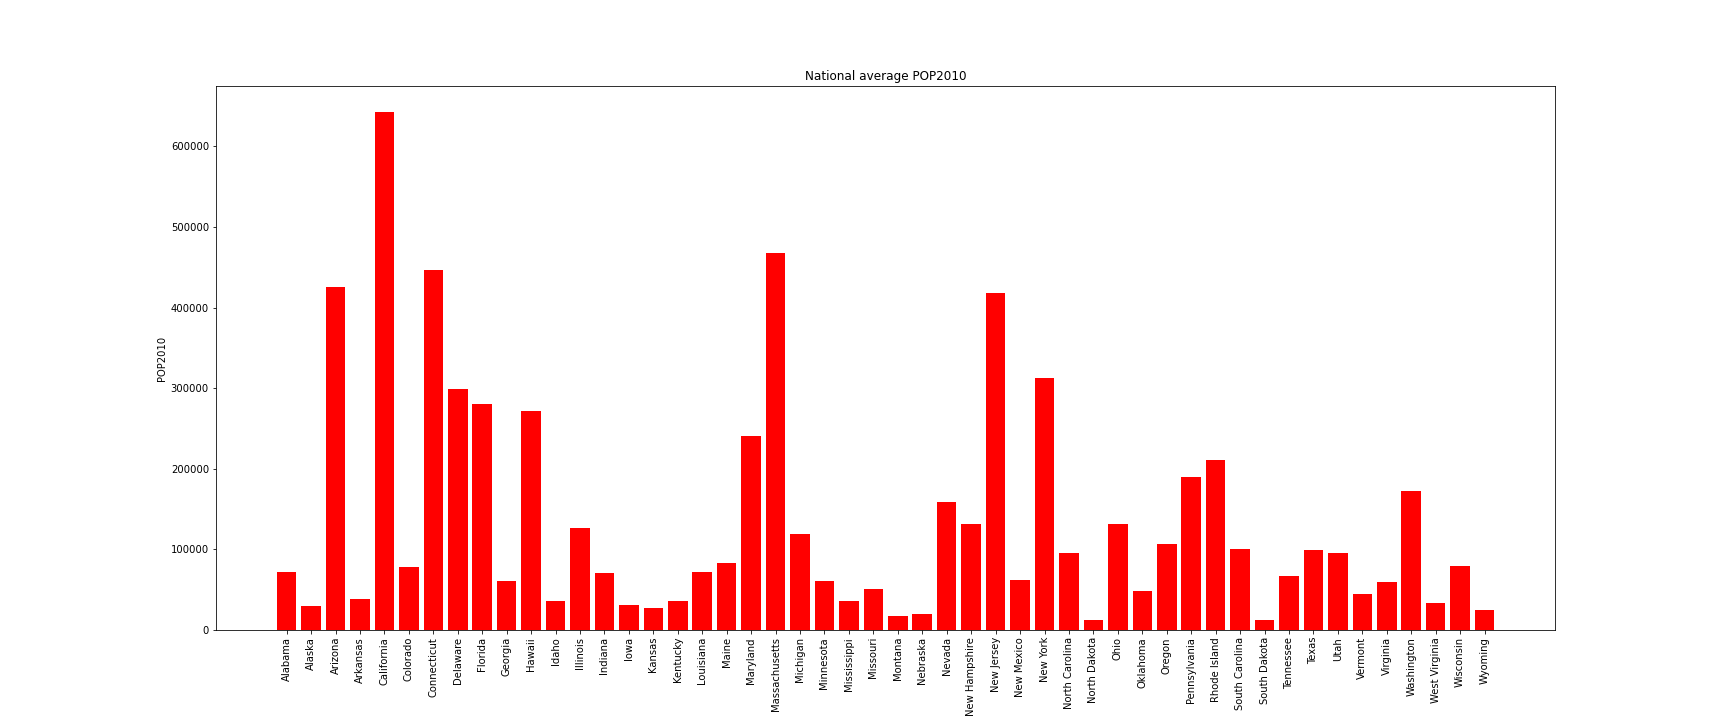 National average POP2010
600000
500000
400000
300000
200000
100000
0
POP2010
Alabama
Alaska
Arizona
Arkansas
California
Colorado
Connecticut
Delaware
Florida
Georgia
Hawaii
Idaho
Illinois
Indiana
Iowa
Kansas
Kentucky
Louisiana
Maine
Maryland
Massachusetts
Michigan
Minnesota
Mississippi
Missouri
Montana
Nebraska
Nevada
New Hampshire
New Jersey
New Mexico
New York
North Carolina
North Dakota
Ohio
Oklahoma
Oregon
Pennsylvania
Rhode Island
South Carolina
South Dakota
Tennessee
Texas
Utah
Vermont
Virginia
Washington
West Virginia
Wisconsin
Wyoming